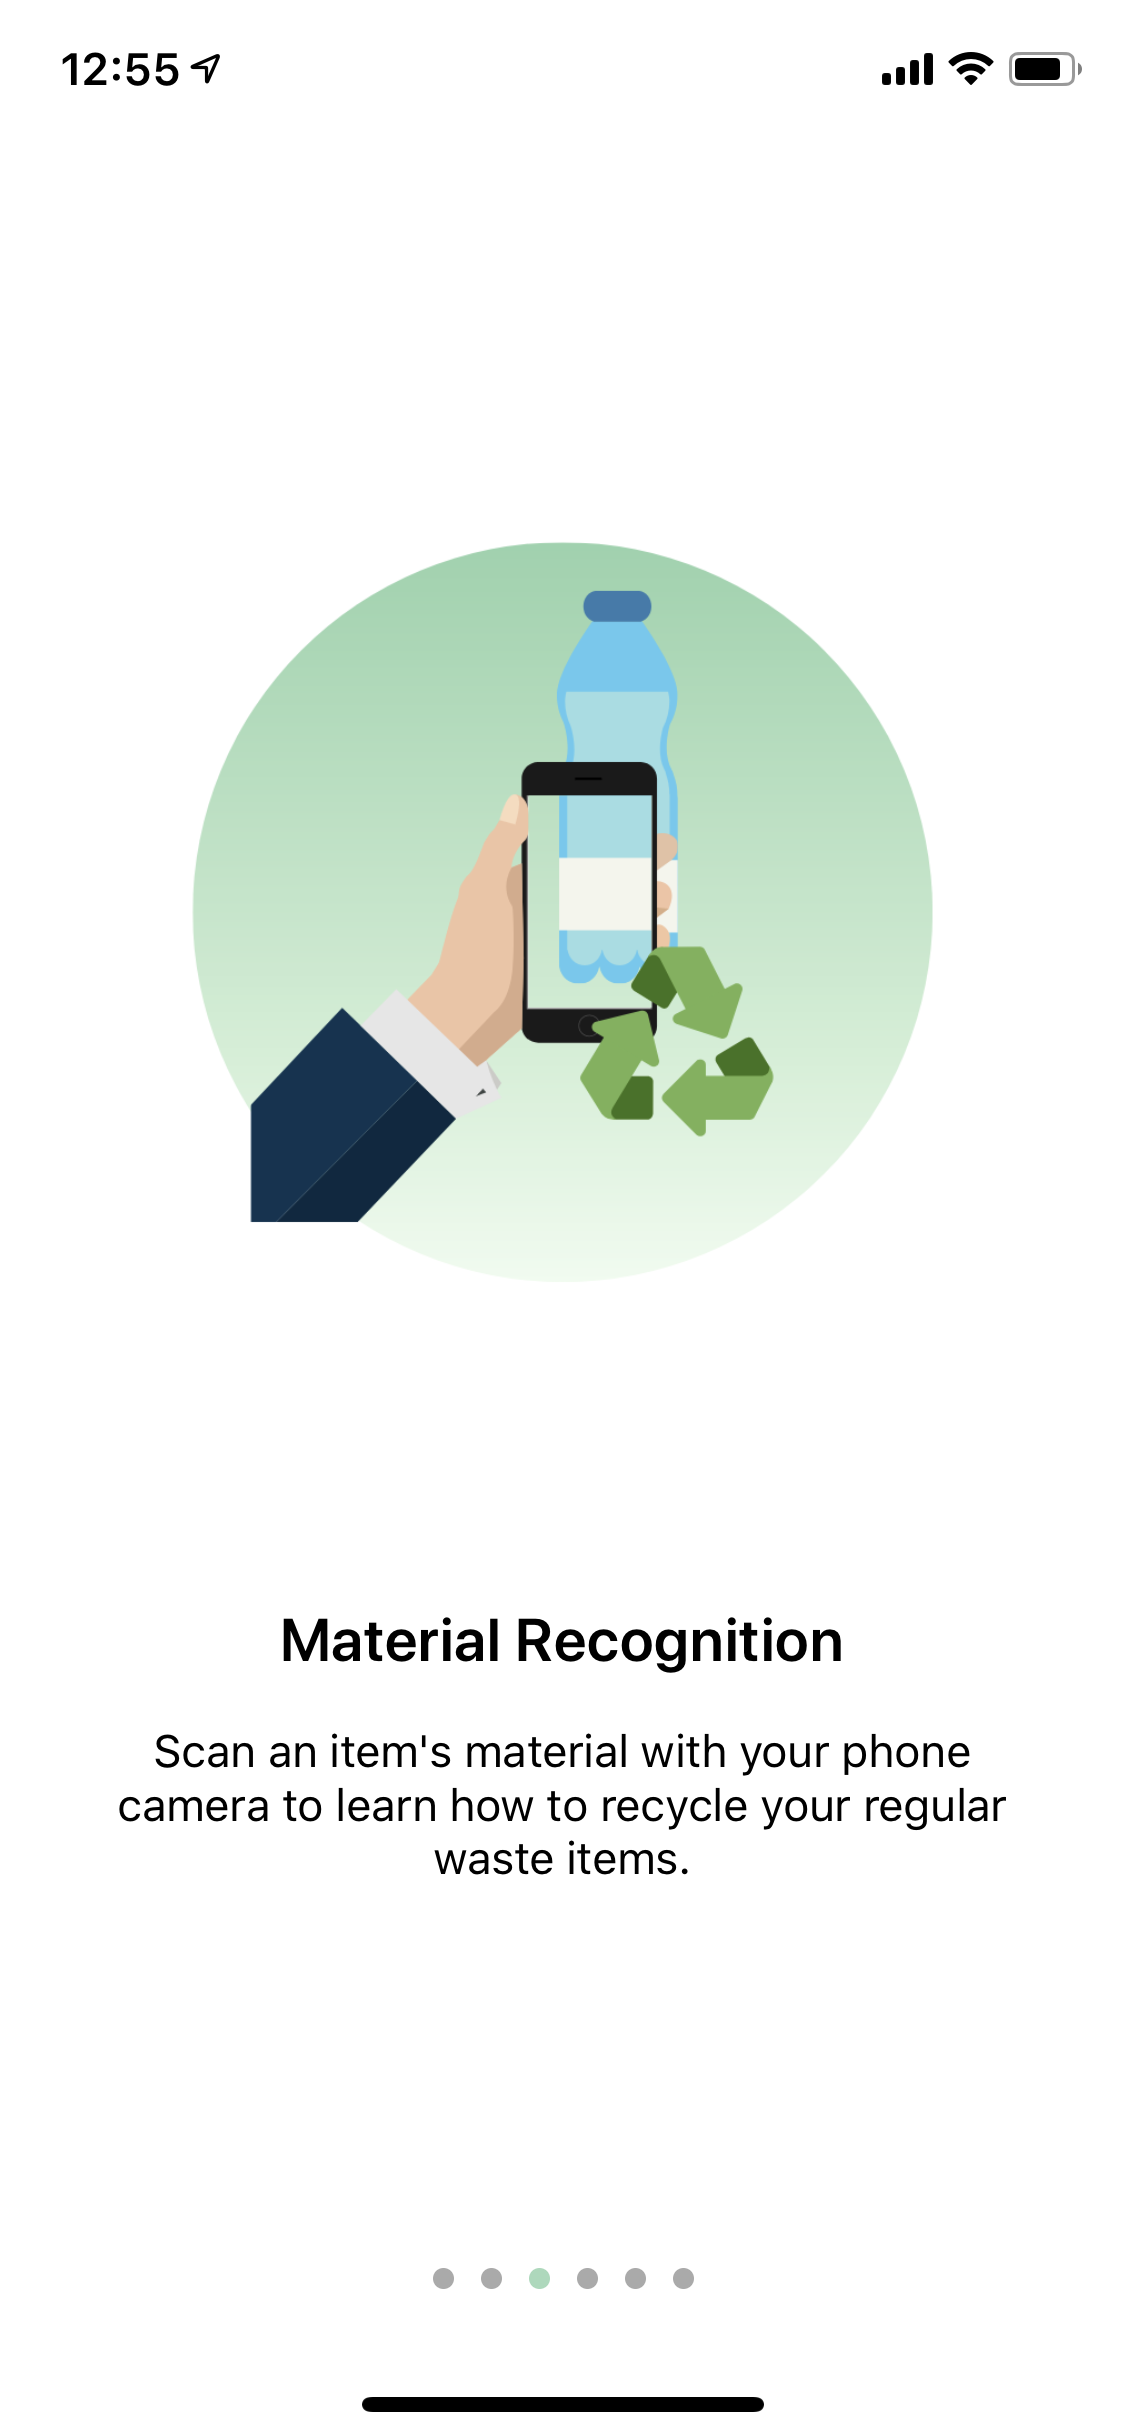 12:55
Material Recognition
Scan an item's material with your phone
camera to learn how to recycle your regular
waste items.